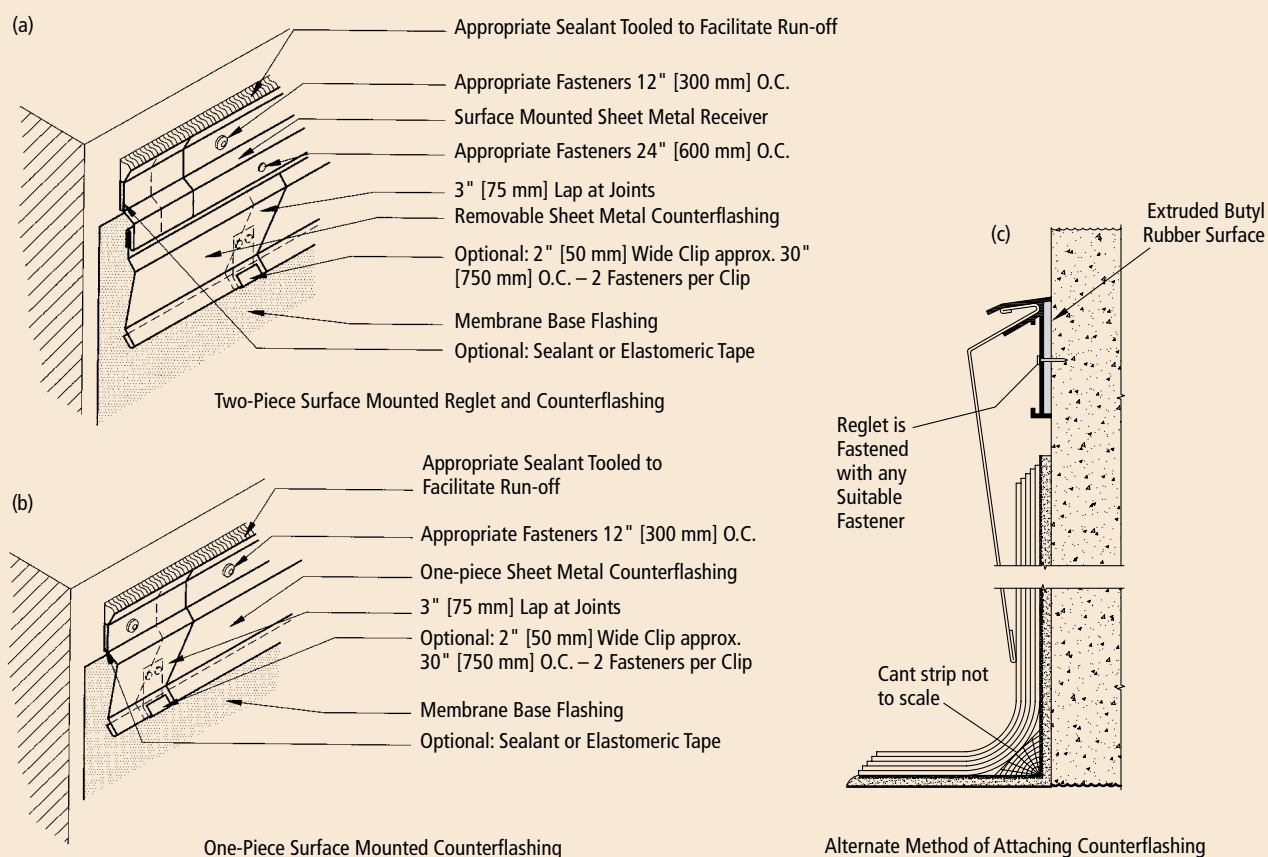 (a)
Appropriate Sealant Tooled to Facilitate Run-off
Appropriate Fasteners 12" [300 mm] O.C.
Surface Mounted Sheet Metal Receiver
Appropriate Fasteners 24" [600 mm] O.C.
3" [75 mm] Lap at Joints
Removable Sheet Metal Counterflashing
Optional: 2" [50 mm] Wide Clip approx. 30"
[750 mm] O.C. – 2 Fasteners per Clip
Membrane Base Flashing
Optional: Sealant or Elastomeric Tape
Two-Piece Surface Mounted Reglet and Counterflashing
(b)
Appropriate Sealant Tooled to
Facilitate Run-off
Appropriate Fasteners 12" [300 mm] O.C.
One-piece Sheet Metal Counterflashing
3" [75 mm] Lap at Joints
Optional: 2" [50 mm] Wide Clip approx.
30" [750 mm] O.C. – 2 Fasteners per Clip
Membrane Base Flashing
Optional: Sealant or Elastomeric Tape
One-Piece Surface Mounted Counterflashing
(c)
Extruded Butyl
Rubber Surface
Reglet is
Fastened
with any
Suitable
Fastener
Cant strip not
to scale
Alternate Method of Attaching Counterflashing